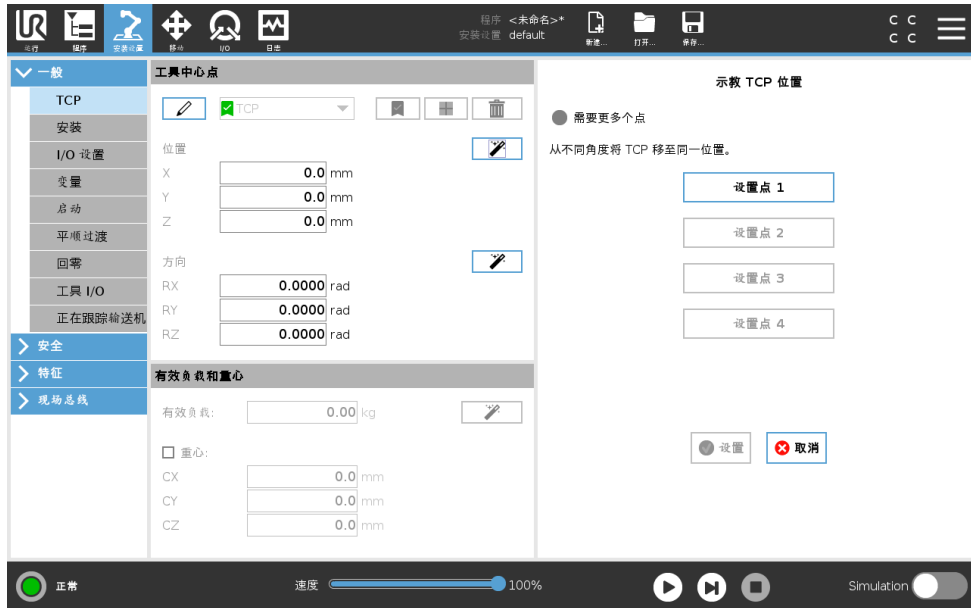 UR
运行
程序
安装设置
移动
I/O
日志
程序 <未命名>*
安装设置 default
新建...
打开...
保存...
C C
C C
一般
TCP
安装
I/O 设置
变量
启动
平顺过渡
回零
工具 I/O
正在跟踪输送机
安全
特征
现场总线
工具中心点
TCP
位置
X 0.0 mm
Y 0.0 mm
Z 0.0 mm
方向
RX 0.0000 rad
RY 0.0000 rad
RZ 0.0000 rad
有效负载和重心
有效负载: 0.00 kg
重心:
CX 0.0 mm
CY 0.0 mm
CZ 0.0 mm
示教 TCP 位置
需要更多个点
从不同角度将 TCP 移至同一位置。
设置点 1
设置点 2
设置点 3
设置点 4
设置
取消
正常
速度 100%
Simulation